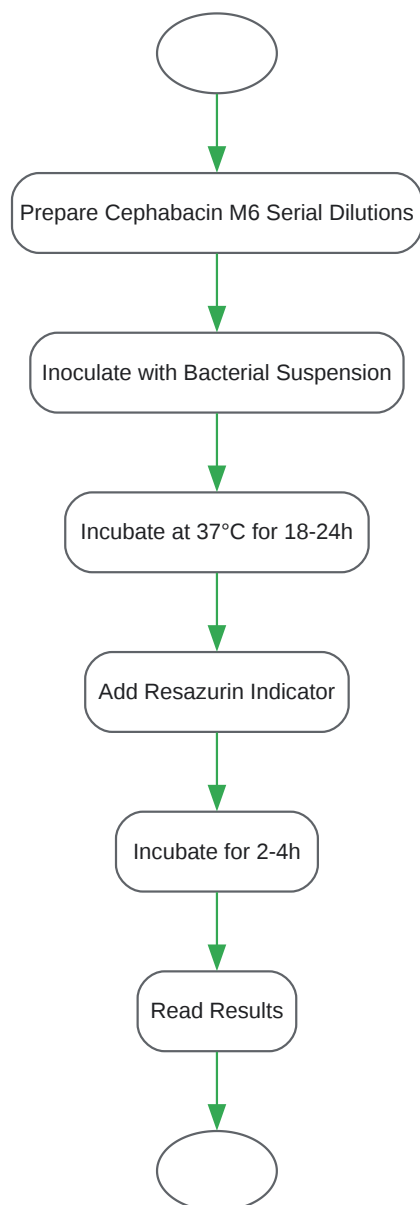 Prepare Cephabacin M6 Serial Dilutions
Inoculate with Bacterial Suspension
Incubate at 37°C for 18-24h
Add Resazurin Indicator
Incubate for 2-4h
Read Results